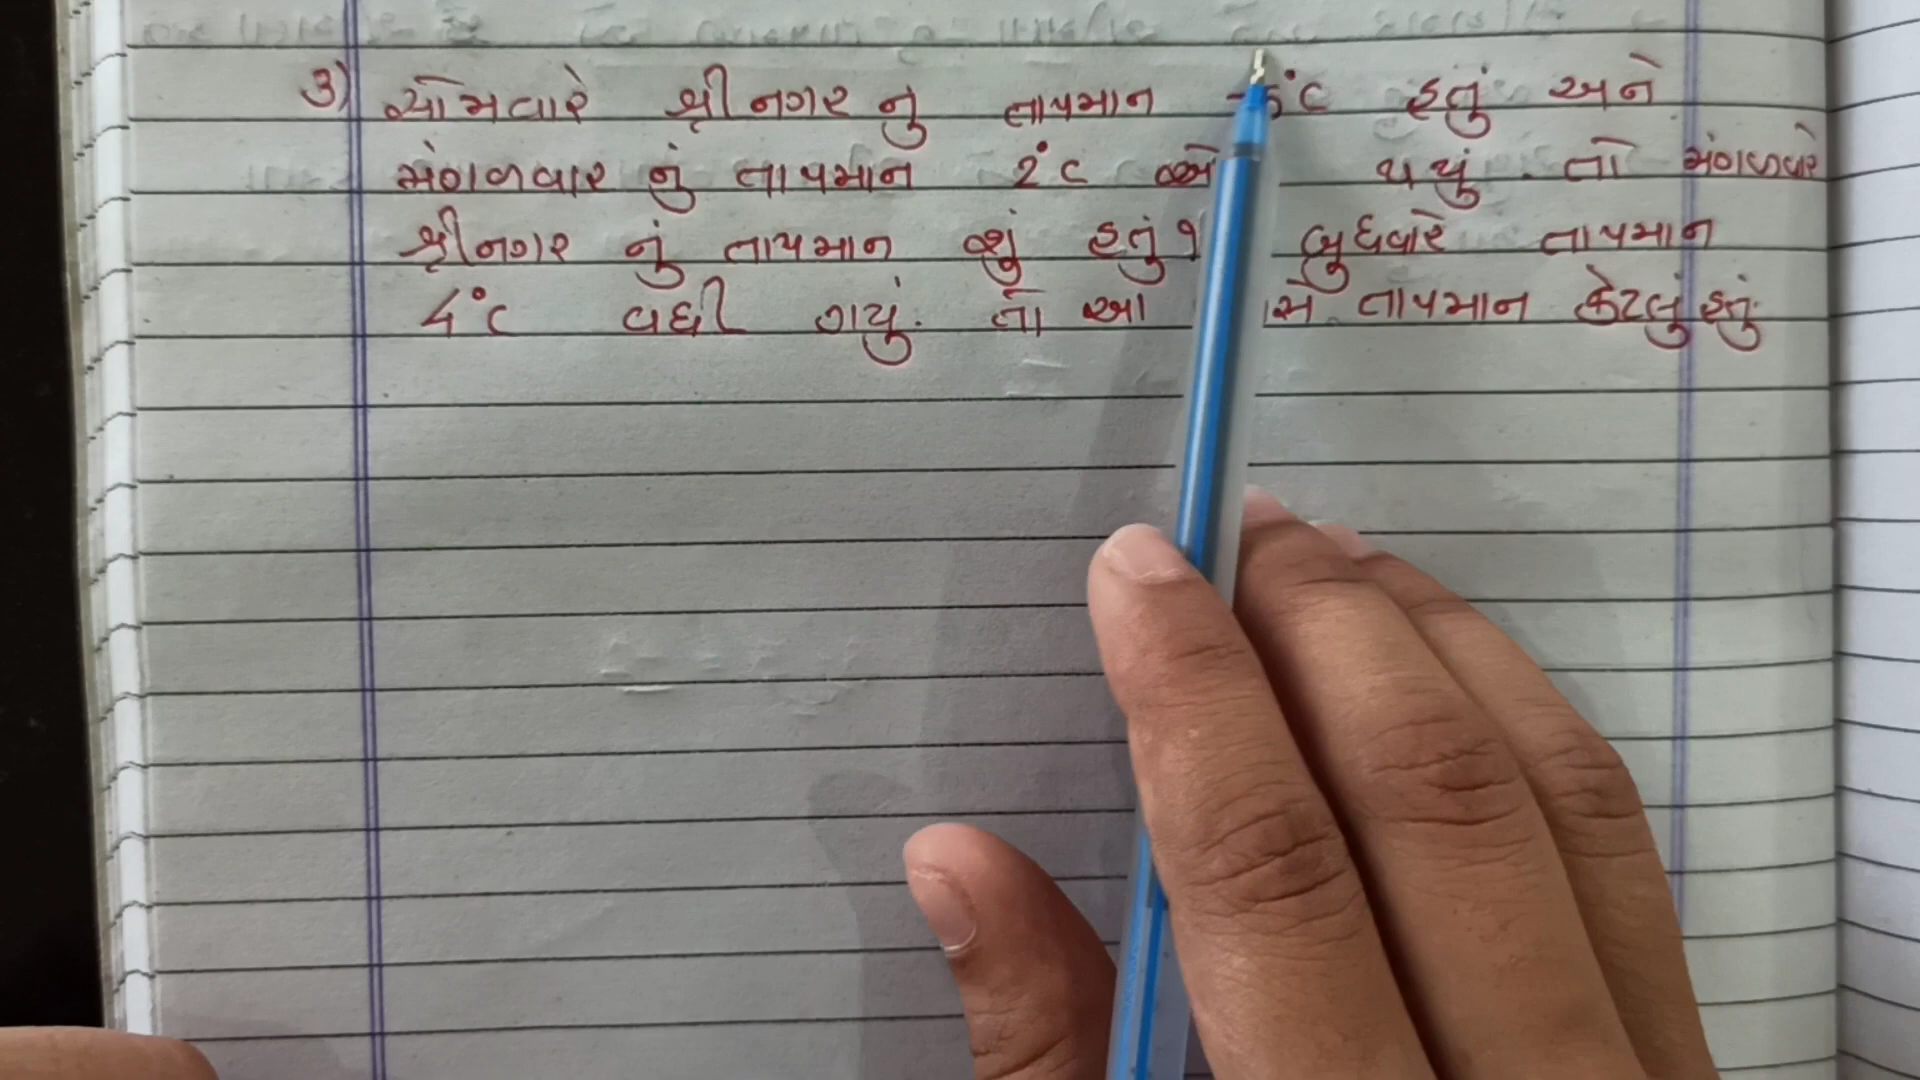 3) સોમવારે શ્રીનગર નુ તાપમાન -5°C હતું અને
મંગળવાર નું તાપમાન 2°C થયું. તો મંગળવારે
શ્રીનગર નું તાપમાન શું હતું? બુધવારે તાપમાન
4°C વધી ગયું. તો આ તાપમાન કેટલું હતું.